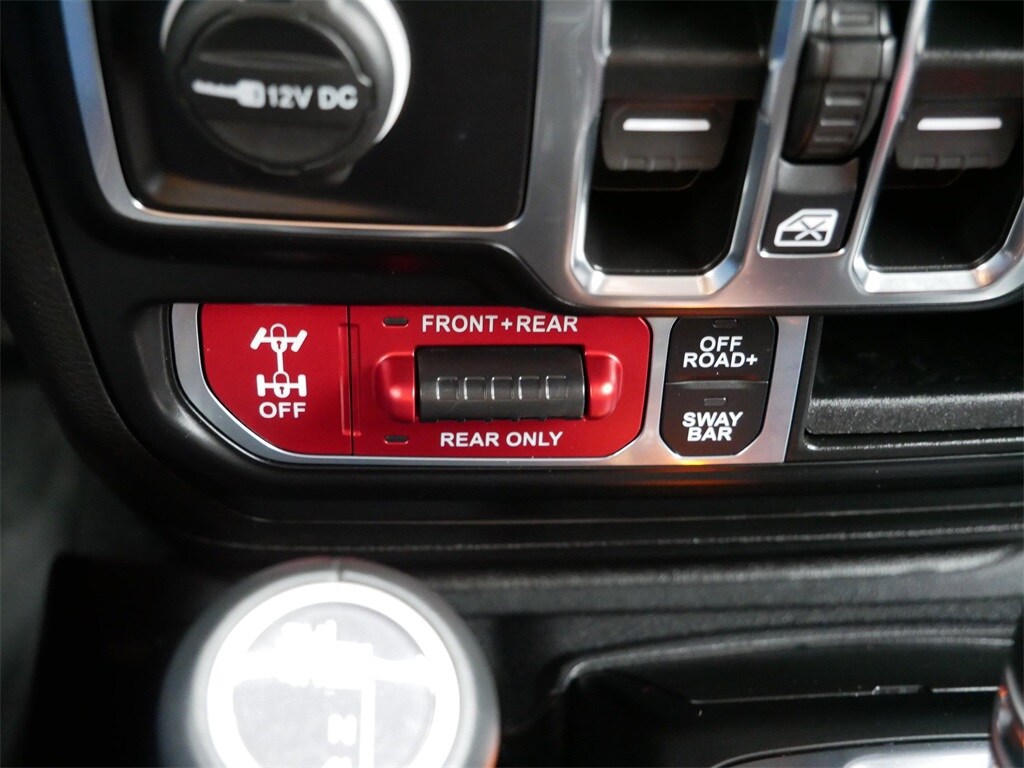 12V DC
FRONT+REAR
OFF
REAR ONLY
OFF
ROAD+
SWAY
BAR
N